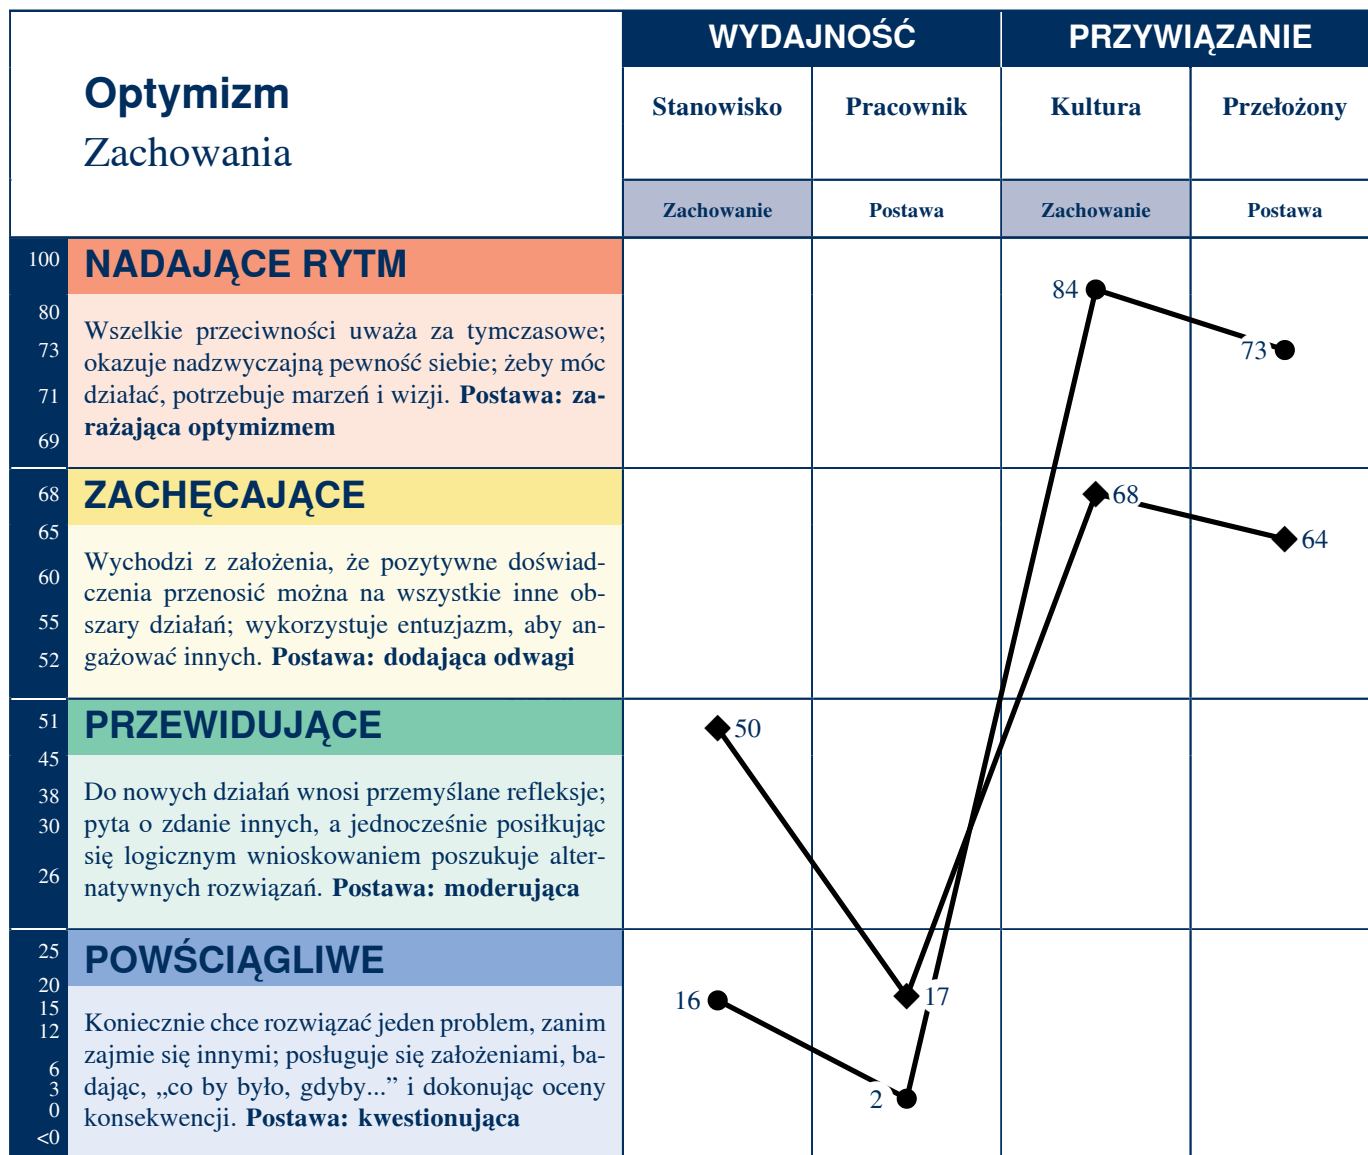 WYDAJNOŚĆ PRZYWIĄZANIE
Optymizm
Zachowania
Stanowisko Pracownik Kultura Przełożony
Zachowanie Postawa Zachowanie Postawa
100 NADAJĄCE RYTM
80
73
71
69
Wszelkie przeciwności uważa za tymczasowe;
okazuje nadzwyczajną pewność siebie; żeby móc
działać, potrzebuje marzeń i wizji. Postawa: za-
rażająca optymizmem
84
73
68 ZACHĘCAJĄCE
65
60
55
52
Wychodzi z założenia, że pozytywne doświad-
czenia przenosić można na wszystkie inne ob-
szary działań; wykorzystuje entuzjazm, aby an-
gażować innych. Postawa: dodająca odwagi
68
64
51 PRZEWIDUJĄCE
45
38
30
26
Do nowych działań wnosi przemyślane refleksje;
pyta o zdanie innych, a jednocześnie posiłkując
się logicznym wnioskowaniem poszukuje alter-
natywnych rozwiązań. Postawa: moderująca
50
25 POWŚCIĄGLIWE
20
15
12
6
3
0
<0
Koniecznie chce rozwiązać jeden problem, zanim
zajmie się innymi; posługuje się założeniami, ba-
dając, „co by było, gdyby...” i dokonując oceny
konsekwencji. Postawa: kwestionująca
16
17
2